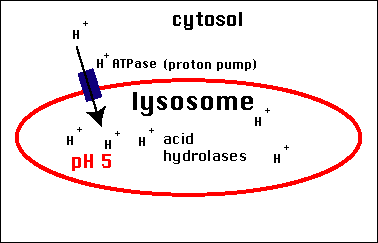 cytosol
H+
H+ ATPase (proton pump)
lysosome
H+
H+
H+
H+
acid
hydrolases
pH 5
H+